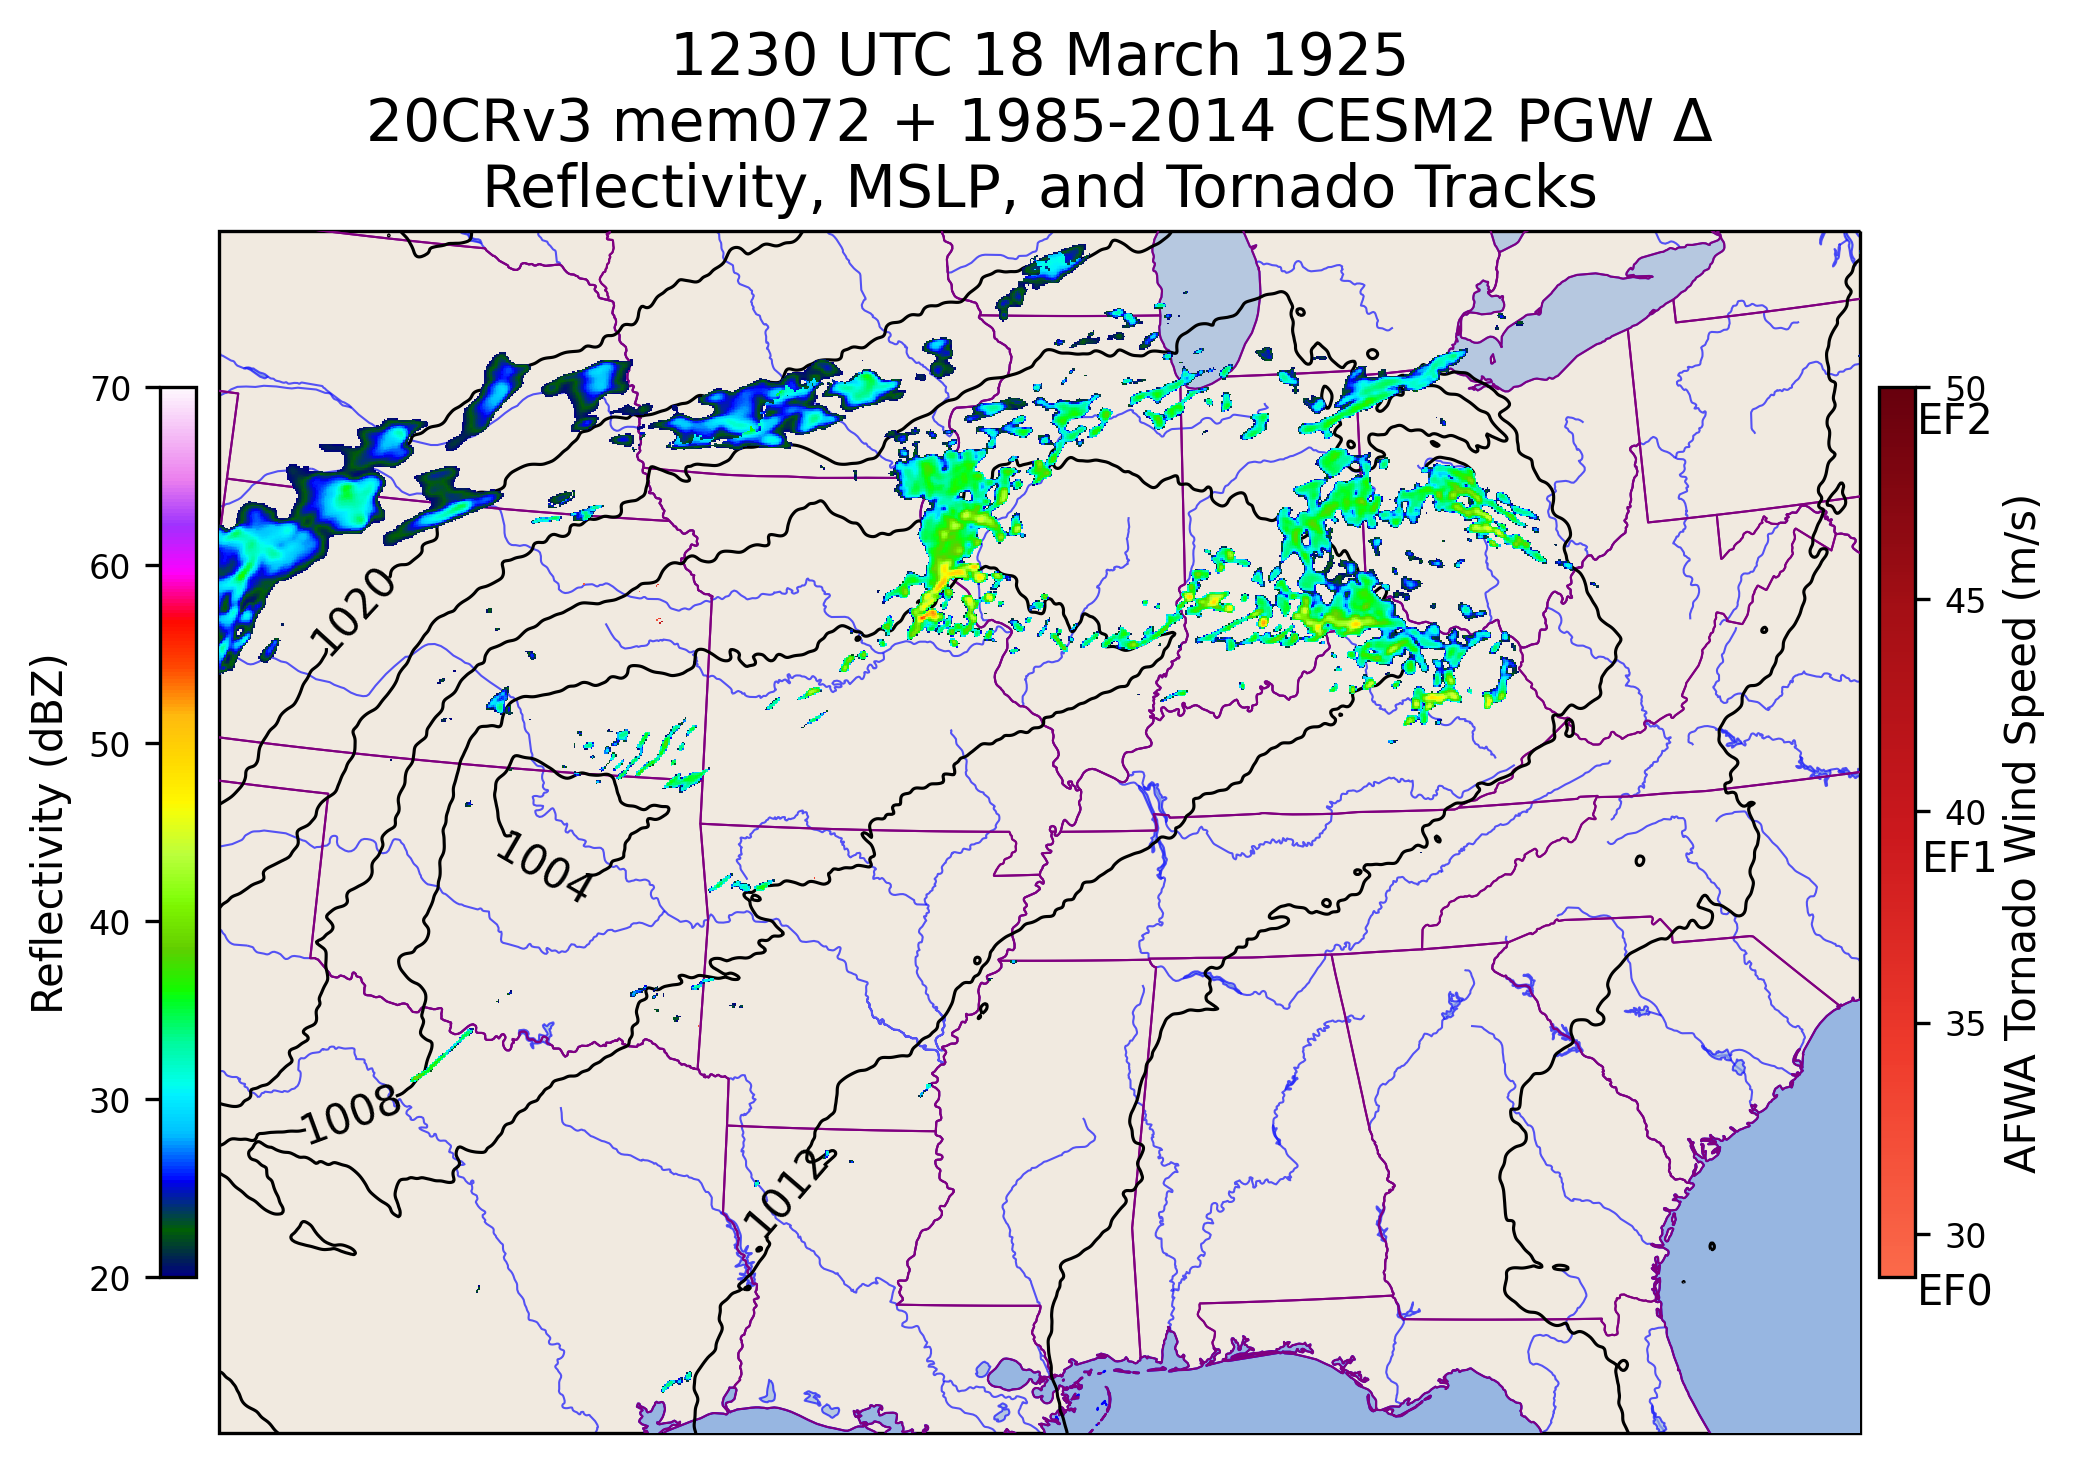 1230 UTC 18 March 1925
20CRv3 mem072 + 1985-2014 CESM2 PGW Δ
Reflectivity, MSLP, and Tornado Tracks
70
60
50
40
30
20
Reflectivity (dBZ)
1020
1004
1008
1012
50
EF2
45
40
EF1
35
30
EF0
AFWA Tornado Wind Speed (m/s)